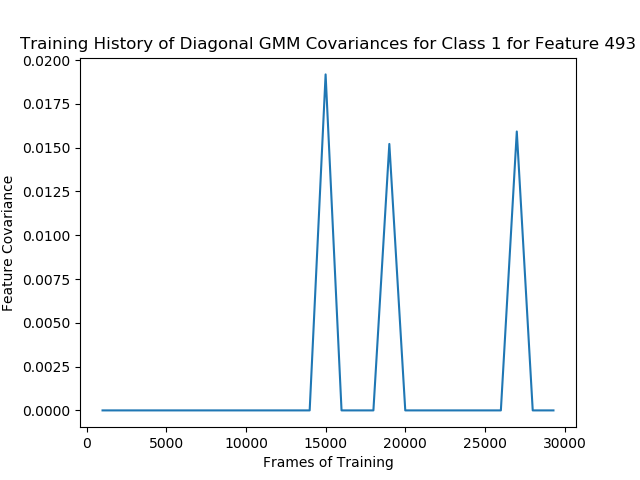 Training History of Diagonal GMM Covariances for Class 1 for Feature 493
0.0200
0.0175
0.0150
0.0125
0.0100
0.0075
0.0050
0.0025
0.0000
Feature Covariance
0 5000 10000 15000 20000 25000 30000
Frames of Training